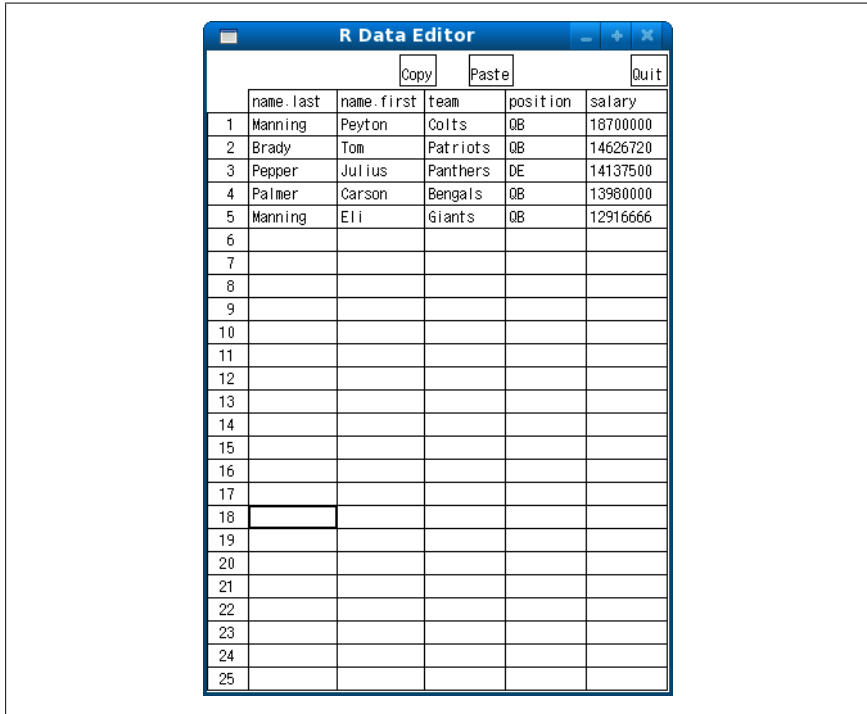 R Data Editor
Copy Paste Quit
name.last name.first team position salary
1 Manning Peyton Colts QB 18700000
2 Brady Tom Patriots QB 14626720
3 Pepper Julius Panthers DE 14137500
4 Palmer Carson Bengals QB 13980000
5 Manning Eli Giants QB 12916666
6
7
8
9
10
11
12
13
14
15
16
17
18
19
20
21
22
23
24
25